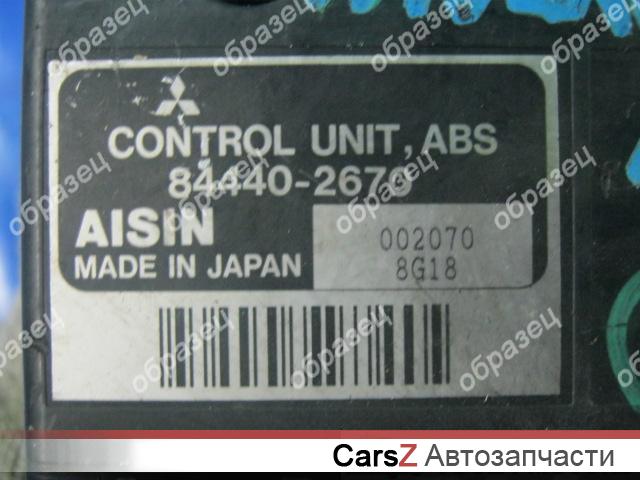 CONTROL UNIT, ABS
84440-2670
AISIN
MADE IN JAPAN
002070
8G18
образец образец образец образец
образец образец образец образец
образец образец образец образец
CarsZ Автозапчасти